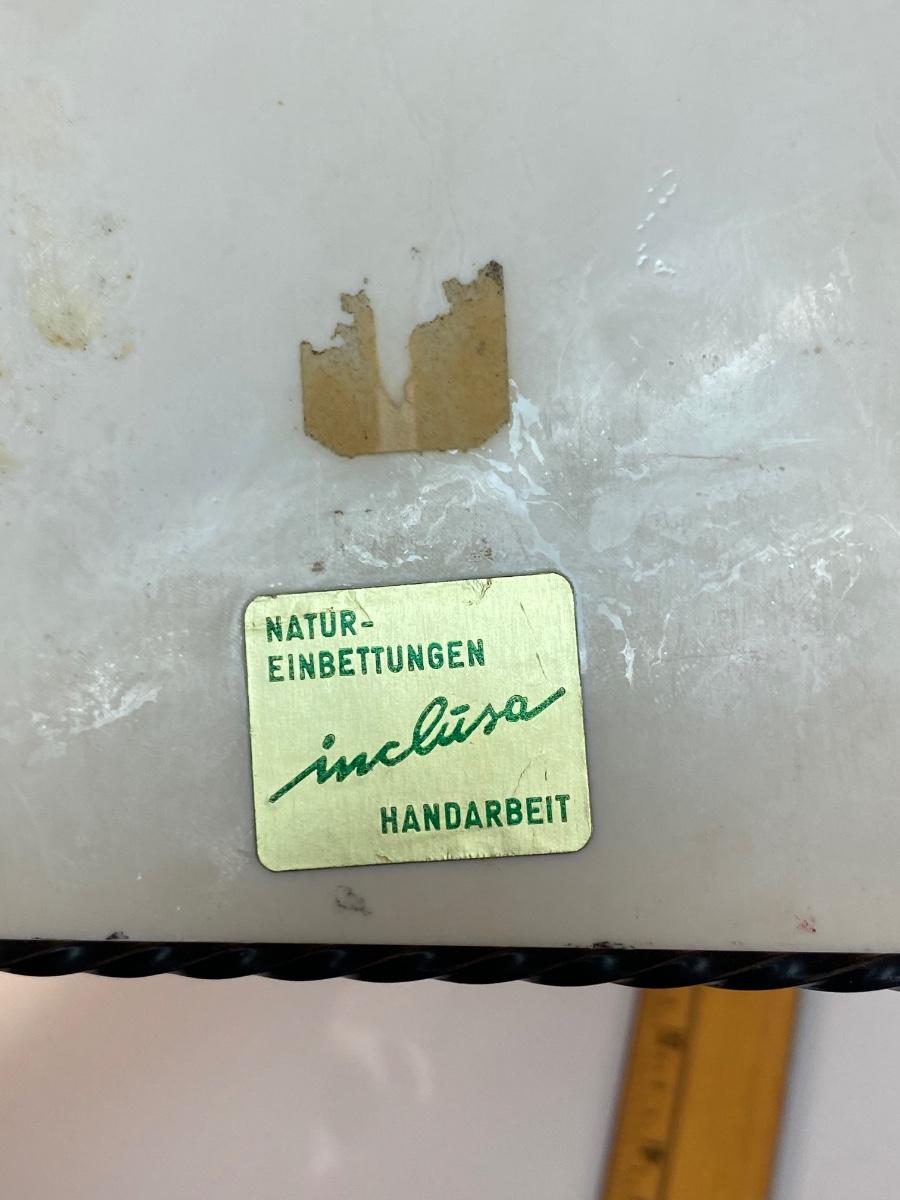 NATUR-
EINBETTUNGEN
inclusa
HANDARBEIT